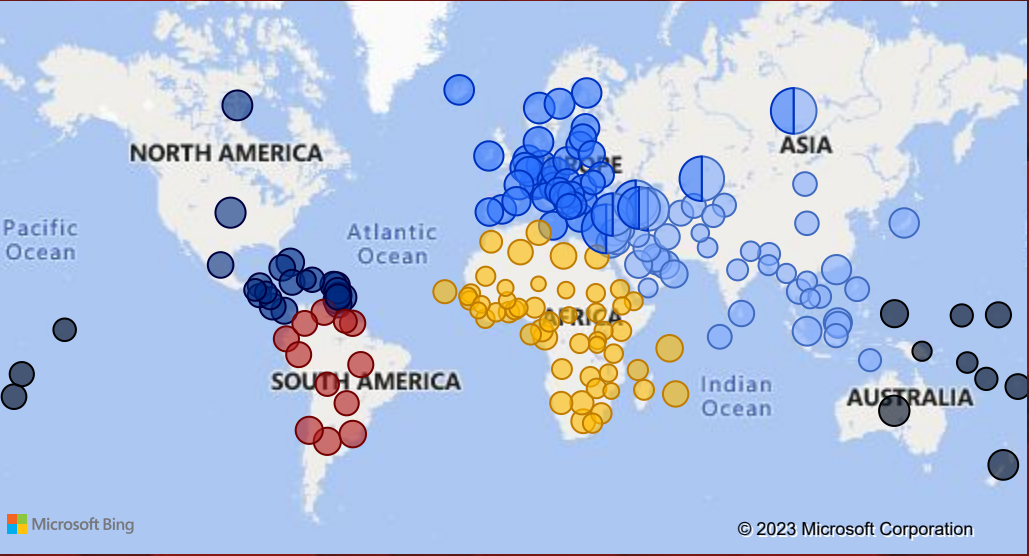 NORTH AMERICA
ASIA
Pacific
Ocean
Atlantic
Ocean
AFRICA
SOUTH AMERICA
Indian
Ocean
AUSTRALIA
Microsoft Bing
© 2023 Microsoft Corporation